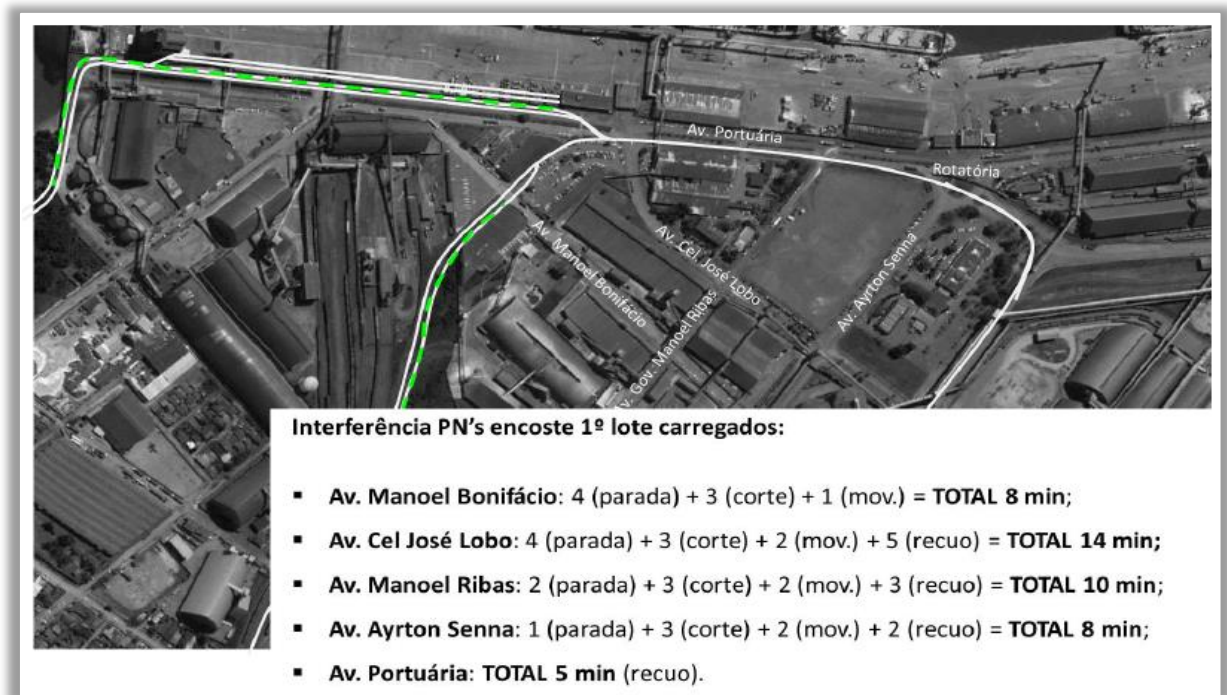 Av. Portuária
Rotatória
Av. Manoel Bonifácio
Av. Cel José Lobo
Av. Gov. Manoel Ribas
Av. Ayrton Senna
Interferência PN's encoste 1º lote carregados:
▪ Av. Manoel Bonifácio: 4 (parada) + 3 (corte) + 1 (mov.) = TOTAL 8 min;
▪ Av. Cel José Lobo: 4 (parada) + 3 (corte) + 2 (mov.) + 5 (recuo) = TOTAL 14 min;
▪ Av. Manoel Ribas: 2 (parada) + 3 (corte) + 2 (mov.) + 3 (recuo) = TOTAL 10 min;
▪ Av. Ayrton Senna: 1 (parada) + 3 (corte) + 2 (mov.) + 2 (recuo) = TOTAL 8 min;
▪ Av. Portuária: TOTAL 5 min (recuo).